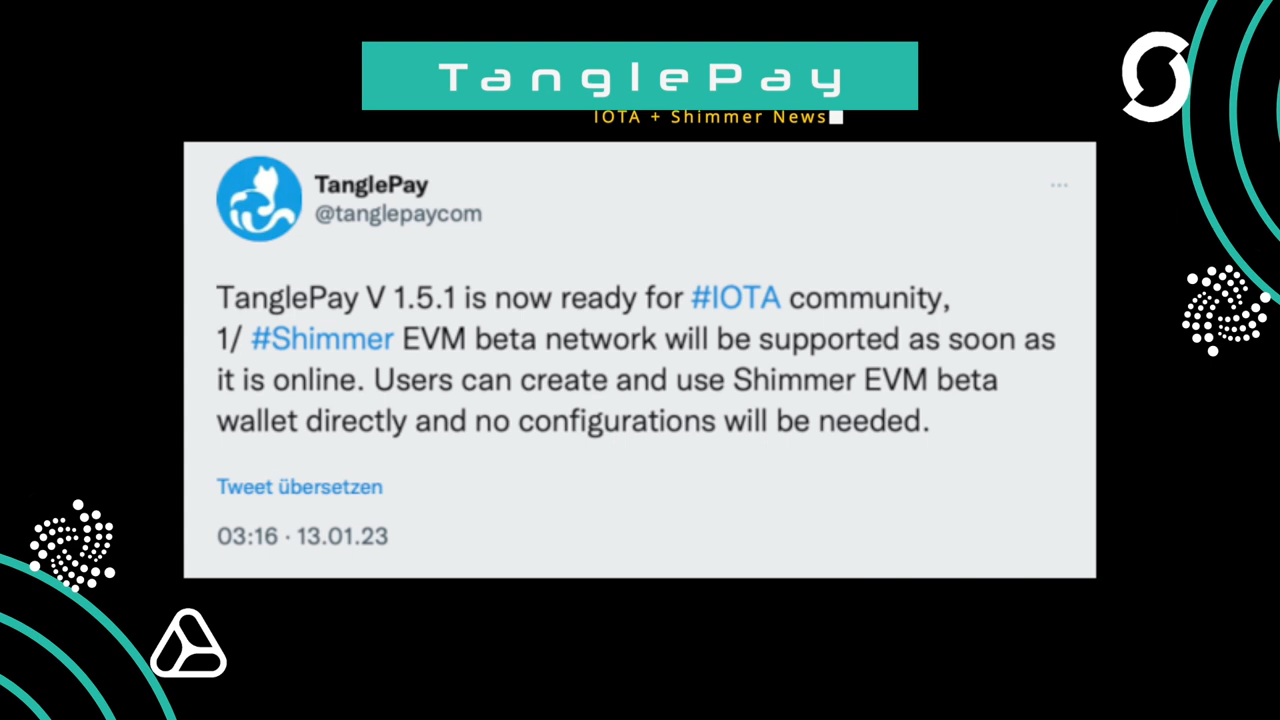 TanglePay
IOTA + Shimmer News
TanglePay
@tanglepaycom
TanglePay V 1.5.1 is now ready for #IOTA community,
1/ #Shimmer EVM beta network will be supported as soon as
it is online. Users can create and use Shimmer EVM beta
wallet directly and no configurations will be needed.
Tweet übersetzen
03:16 · 13.01.23